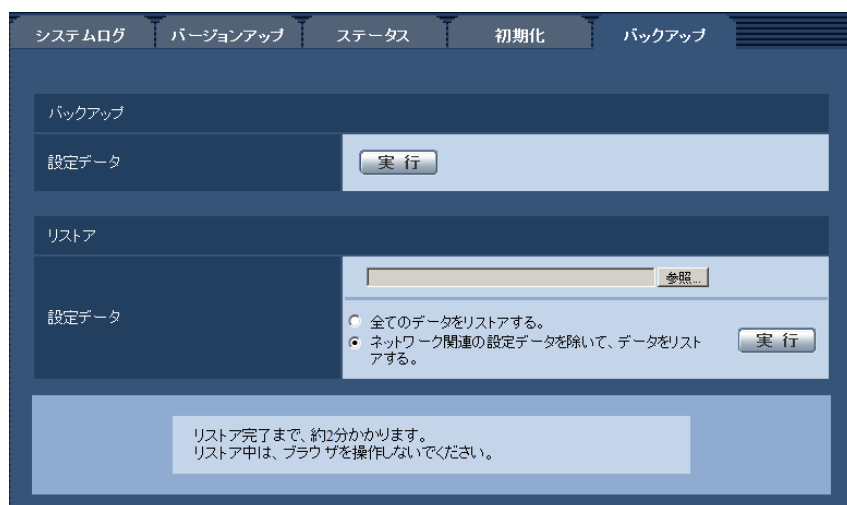 システムログ バージョンアップ ステータス 初期化 バックアップ
バックアップ
設定データ 実 行
リストア
参照...
設定データ
全てのデータをリストアする。
ネットワーク関連の設定データを除いて、データをリスト
アする。
実 行
リストア完了まで、約2分かかります。
リストア中は、ブラウザを操作しないでください。